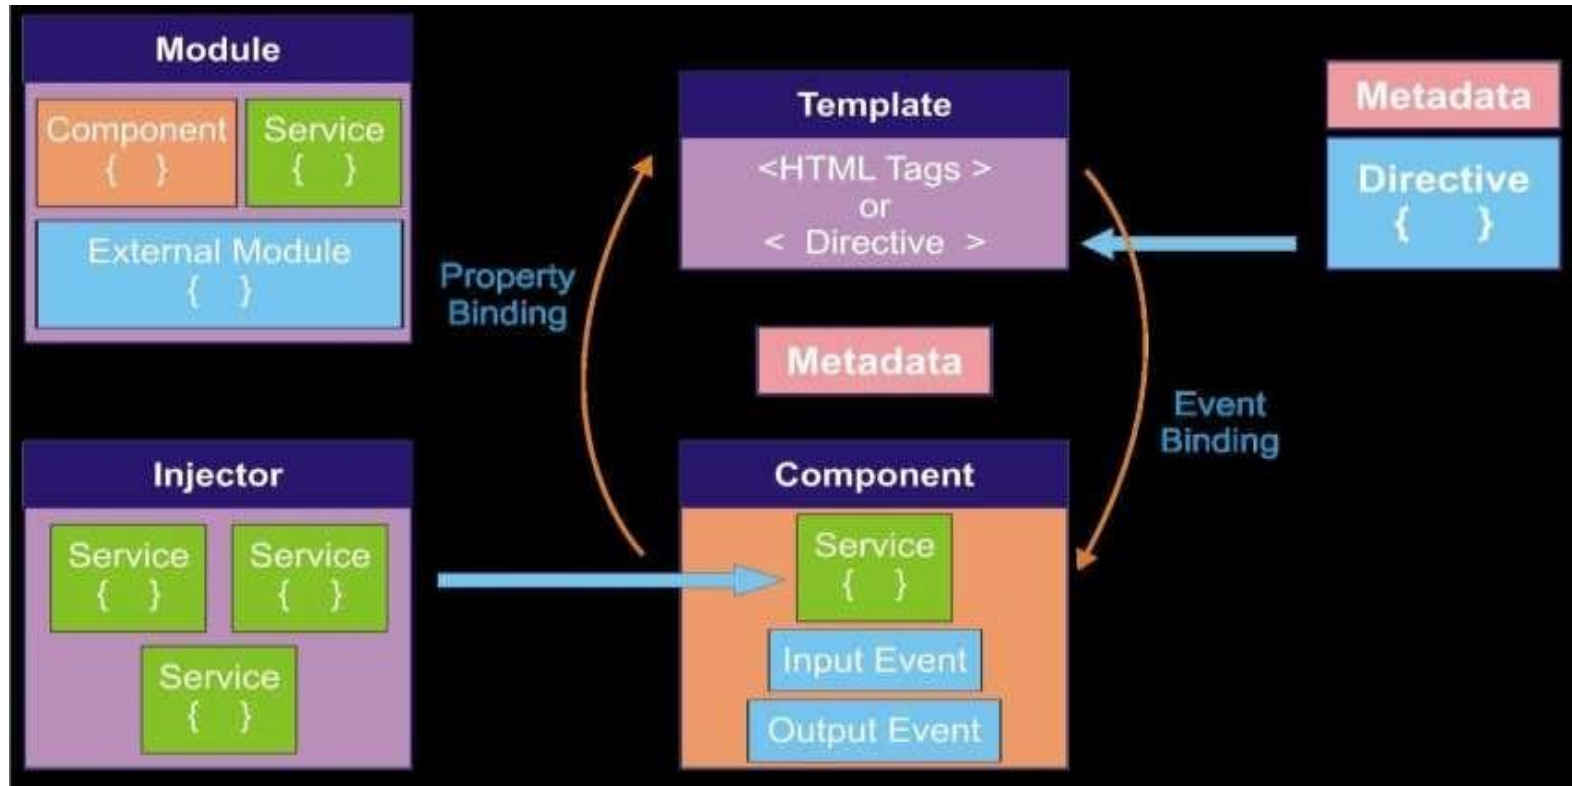 Module
Component
{ }
Service
{ }
External Module
{ }
Property
Binding
Template
<HTML Tags >
or
< Directive >
Metadata
Metadata
Directive
{ }
Event
Binding
Injector
Service
{ }
Service
{ }
Service
{ }
Component
Service
{ }
Input Event
Output Event